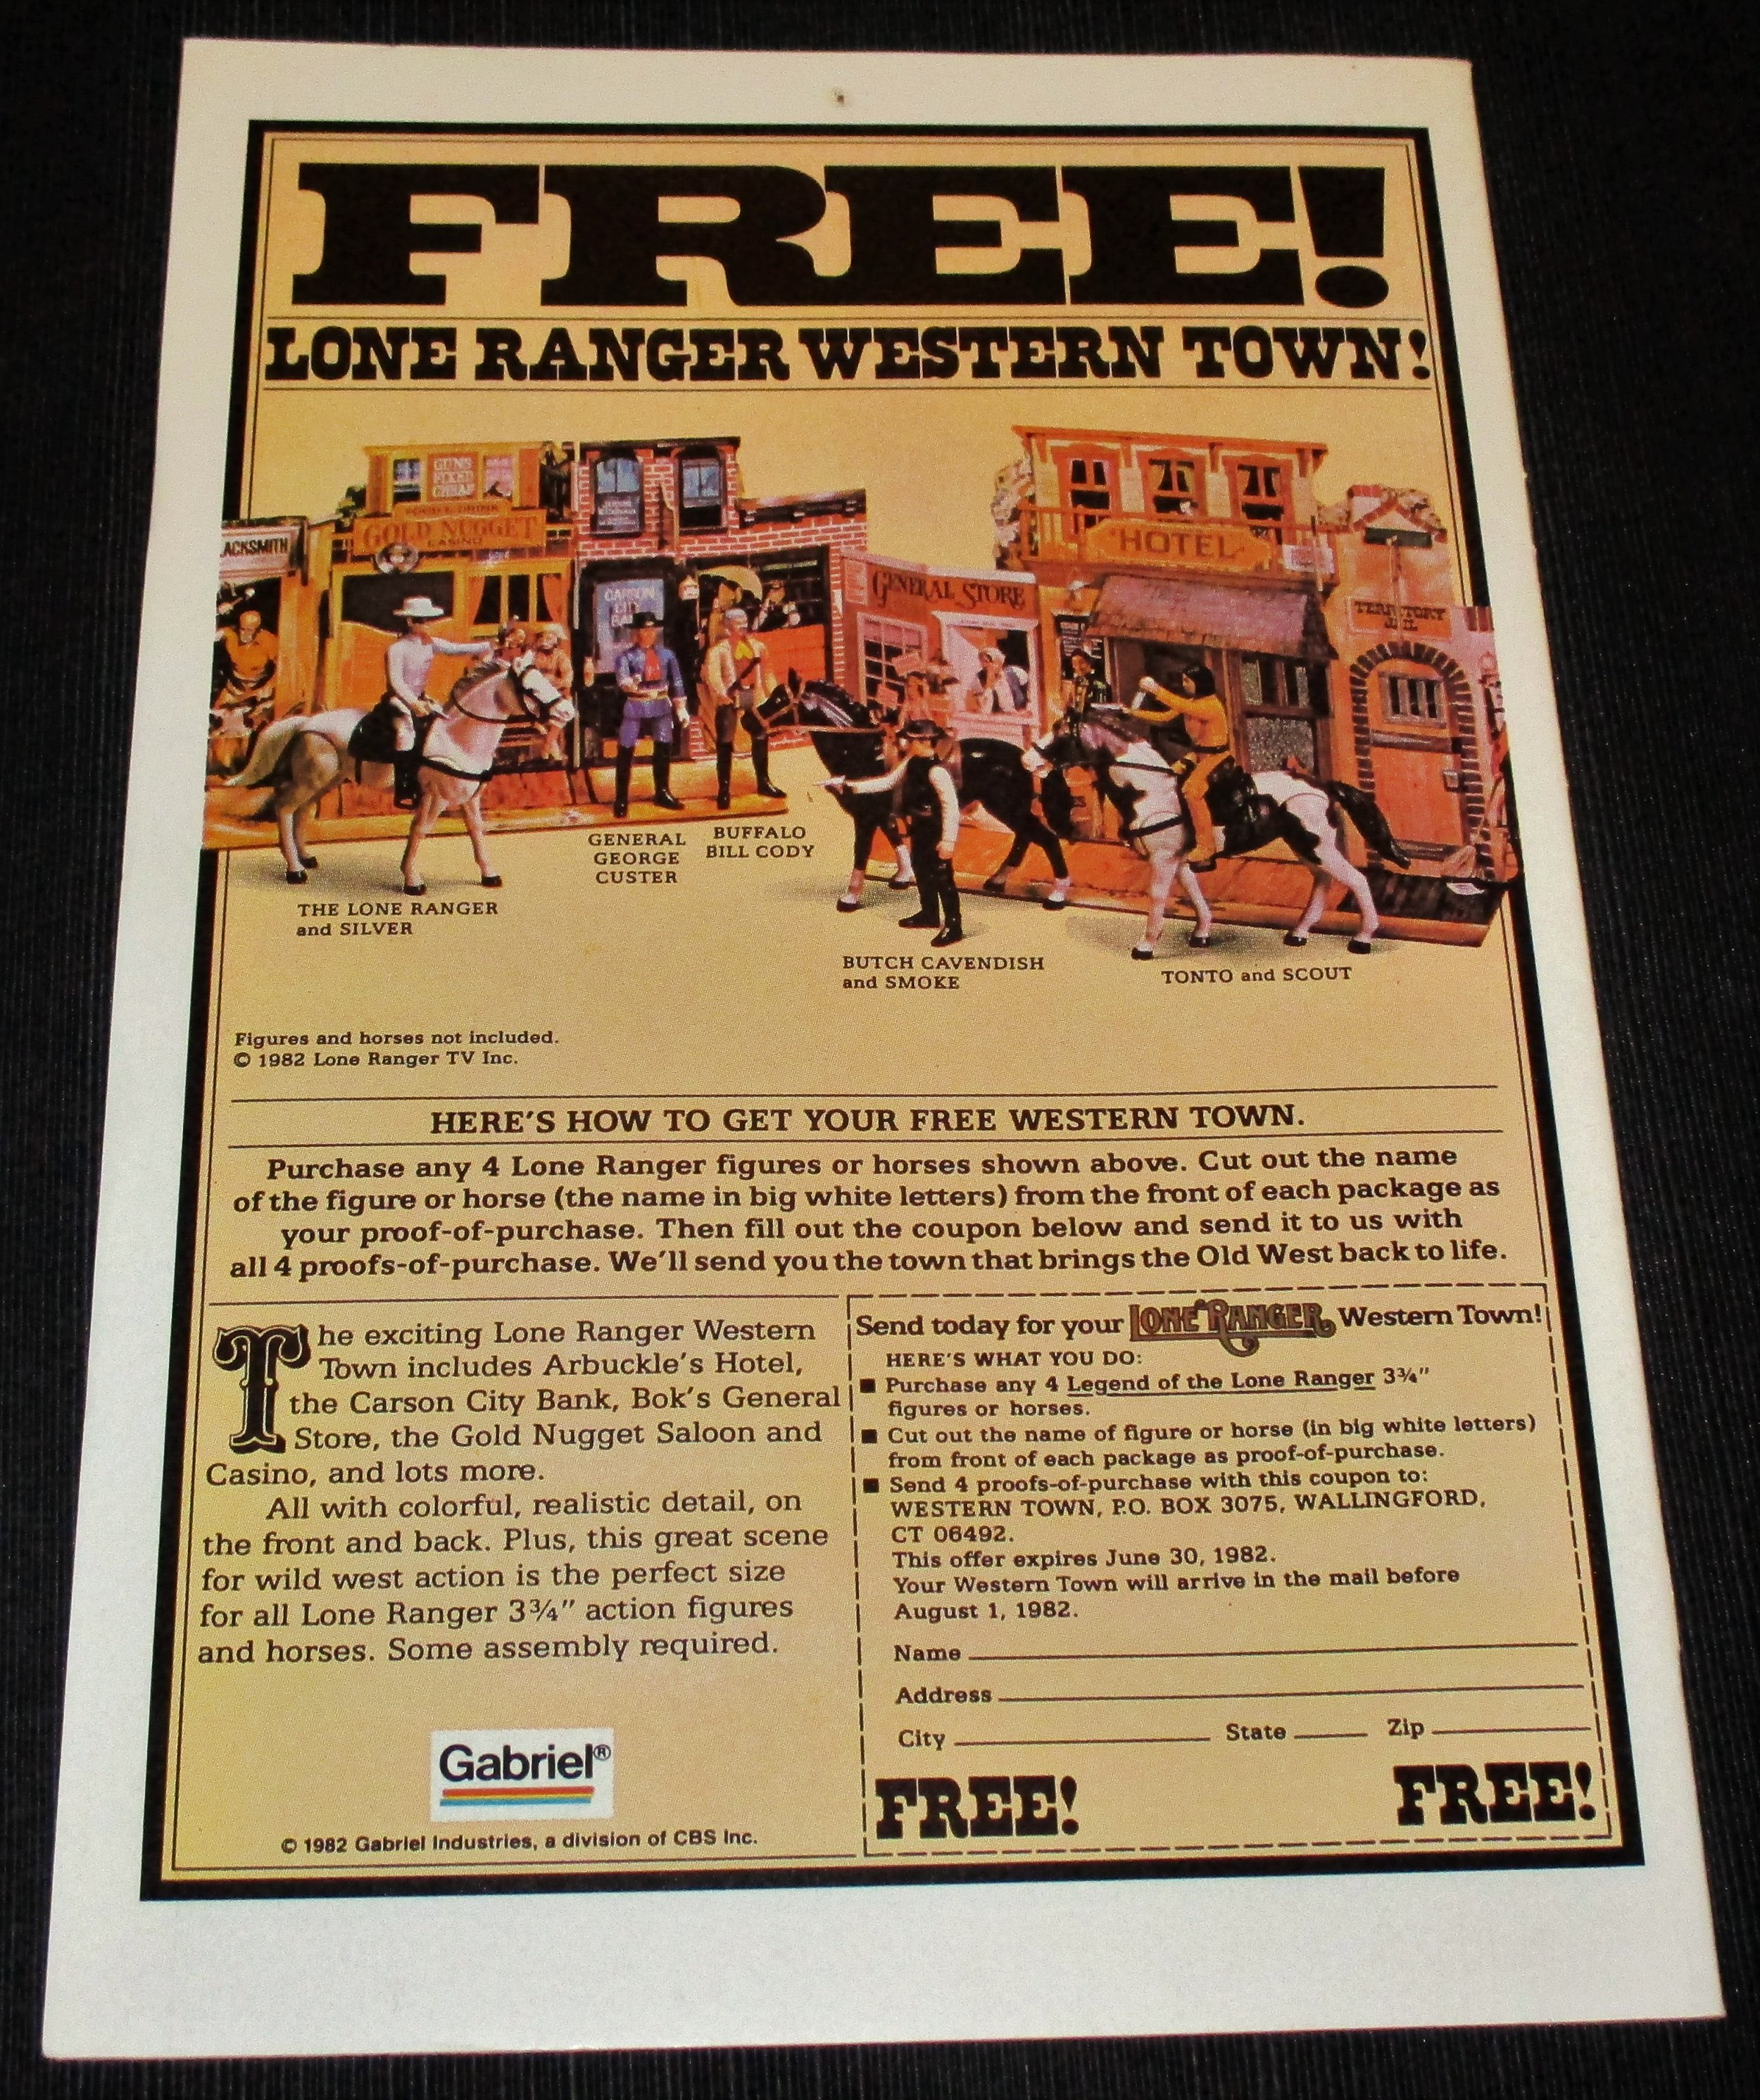 FREE!
LONE RANGER WESTERN TOWN!
GUNS
FIXED
CHEAP
GOLD NUGGET
CASINO
ACKSMITH
HOTEL
GENERAL STORE
CARSON
CITY
TERRITORY
JAIL
GENERAL
GEORGE
CUSTER
BUFFALO
BILL CODY
THE LONE RANGER
and SILVER
BUTCH CAVENDISH
and SMOKE
TONTO and SCOUT
Figures and horses not included.
© 1982 Lone Ranger TV Inc.
HERE'S HOW TO GET YOUR FREE WESTERN TOWN.
Purchase any 4 Lone Ranger figures or horses shown above. Cut out the name
of the figure or horse (the name in big white letters) from the front of each package as
your proof-of-purchase. Then fill out the coupon below and send it to us with
all 4 proofs-of-purchase. We'll send you the town that brings the Old West back to life.
The exciting Lone Ranger Western
Town includes Arbuckle's Hotel,
the Carson City Bank, Bok's General
Store, the Gold Nugget Saloon and
Casino, and lots more.
All with colorful, realistic detail, on
the front and back. Plus, this great scene
for wild west action is the perfect size
for all Lone Ranger 3¾" action figures
and horses. Some assembly required.
Gabriel®
© 1982 Gabriel Industries, a division of CBS Inc.
Send today for your LONE RANGER Western Town!
HERE'S WHAT YOU DO:
■ Purchase any 4 Legend of the Lone Ranger 3¾"
figures or horses.
■ Cut out the name of figure or horse (in big white letters)
from front of each package as proof-of-purchase.
■ Send 4 proofs-of-purchase with this coupon to:
WESTERN TOWN, P.O. BOX 3075, WALLINGFORD,
CT 06492.
This offer expires June 30, 1982.
Your Western Town will arrive in the mail before
August 1, 1982.
Name
Address
City State Zip
FREE! FREE!